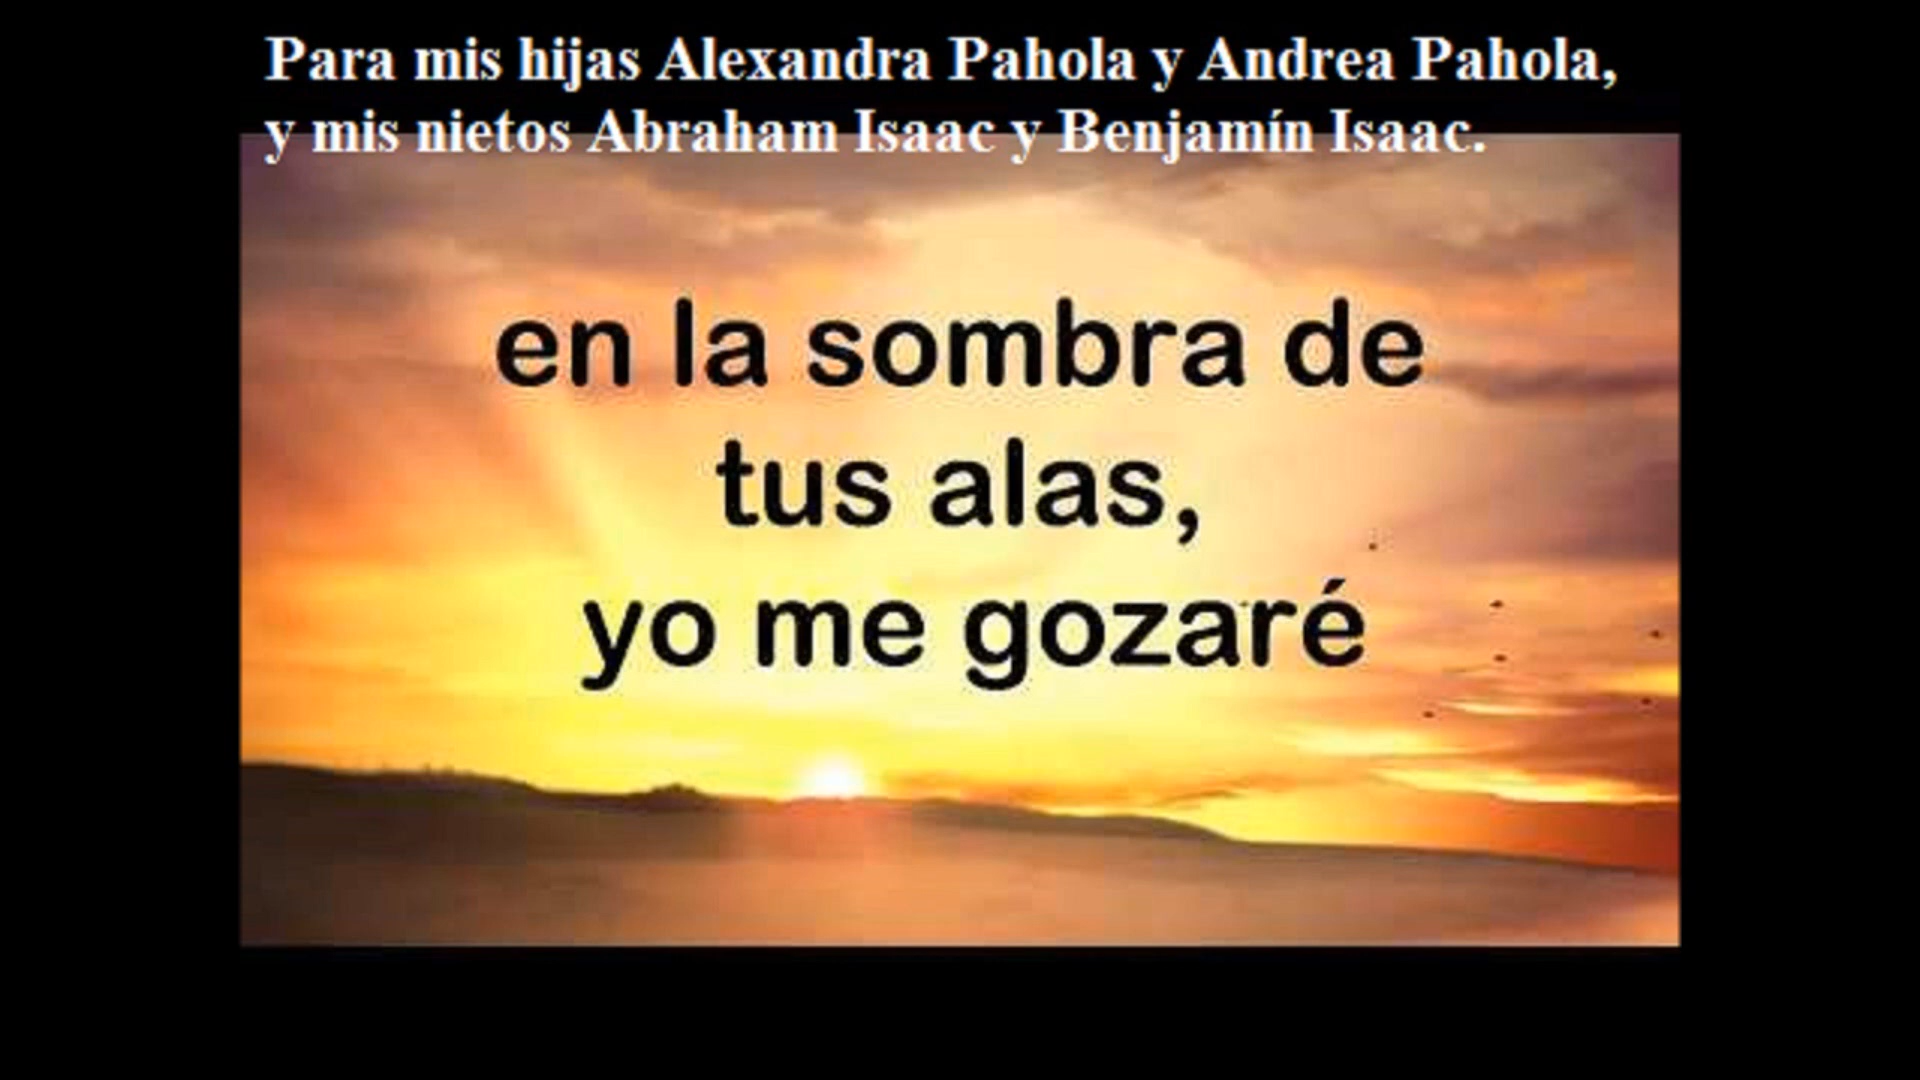 Para mis hijas Alexandra Pahola y Andrea Pahola,
y mis nietos Abraham Isaac y Benjamín Isaac.
en la sombra de
tus alas,
yo me gozaré